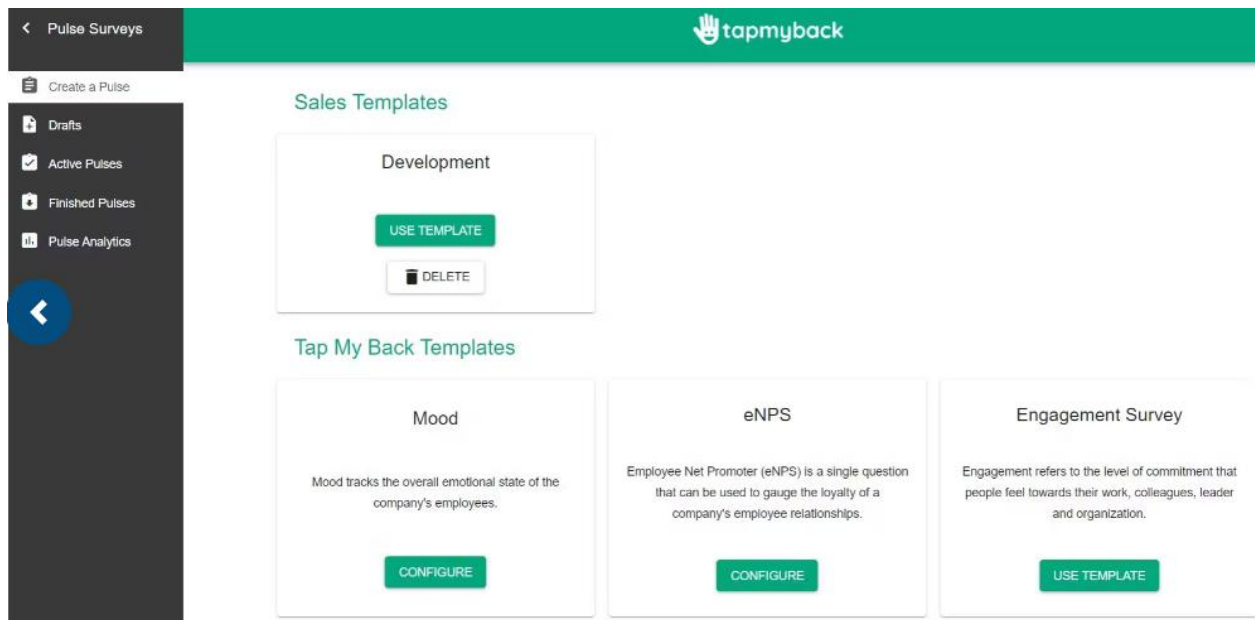 Pulse Surveys
tapmyback
Create a Pulse
Drafts
Active Pulses
Finished Pulses
Pulse Analytics
Sales Templates
Development
USE TEMPLATE
DELETE
Tap My Back Templates
Mood
Mood tracks the overall emotional state of the
company's employees.
CONFIGURE
eNPS
Employee Net Promoter (eNPS) is a single question
that can be used to gauge the loyalty of a
company's employee relationships.
CONFIGURE
Engagement Survey
Engagement refers to the level of commitment that
people feel towards their work, colleagues, leader
and organization.
USE TEMPLATE